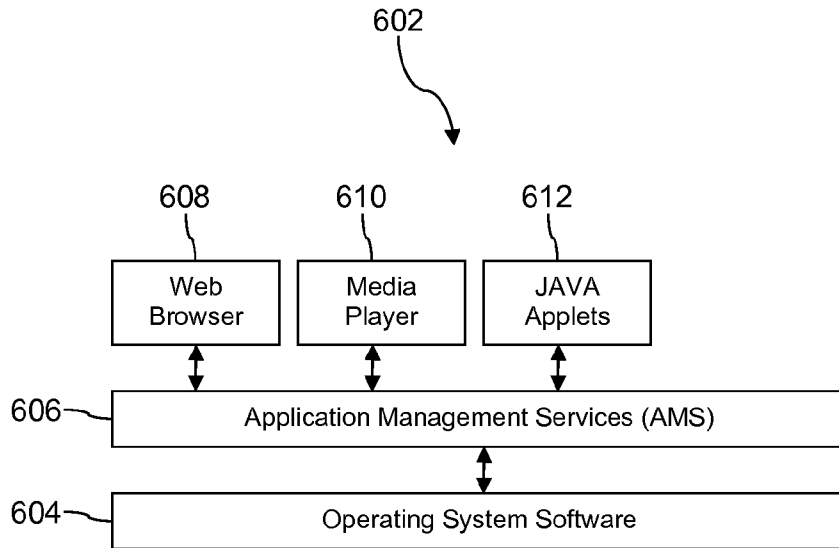 602
608
610
612
Web
Browser
Media
Player
JAVA
Applets
606
Application Management Services (AMS)
604
Operating System Software